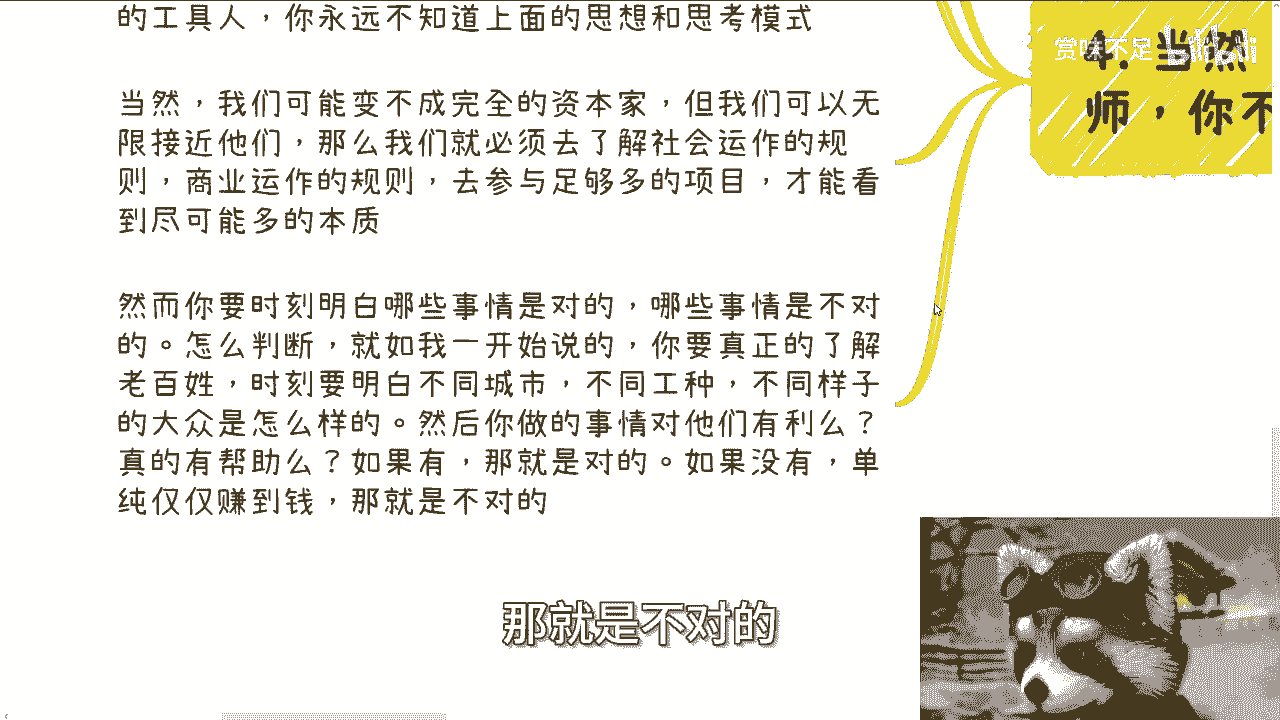 的工具人，你永远不知道上面的思想和思考模式
当然，我们可能变不成完全的资本家，但我们可以无
限接近他们，那么我们就必须去了解社会运作的规
则，商业运作的规则，去参与足够多的项目，才能看
到尽可能多的本质
然而你要时刻明白哪些事情是对的，哪些事情是不对
的。怎么判断，就如我一开始说的，你要真正的了解
老百姓，时刻要明白不同城市，不同工种，不同样子
的大众是怎么样的。然后你做的事情对他们有利么？
真的有帮助么？如果有，那就是对的。如果没有，单
纯仅仅赚到钱，那就是不对的
4. 当然
师，你不
赏味不足
那就是不对的